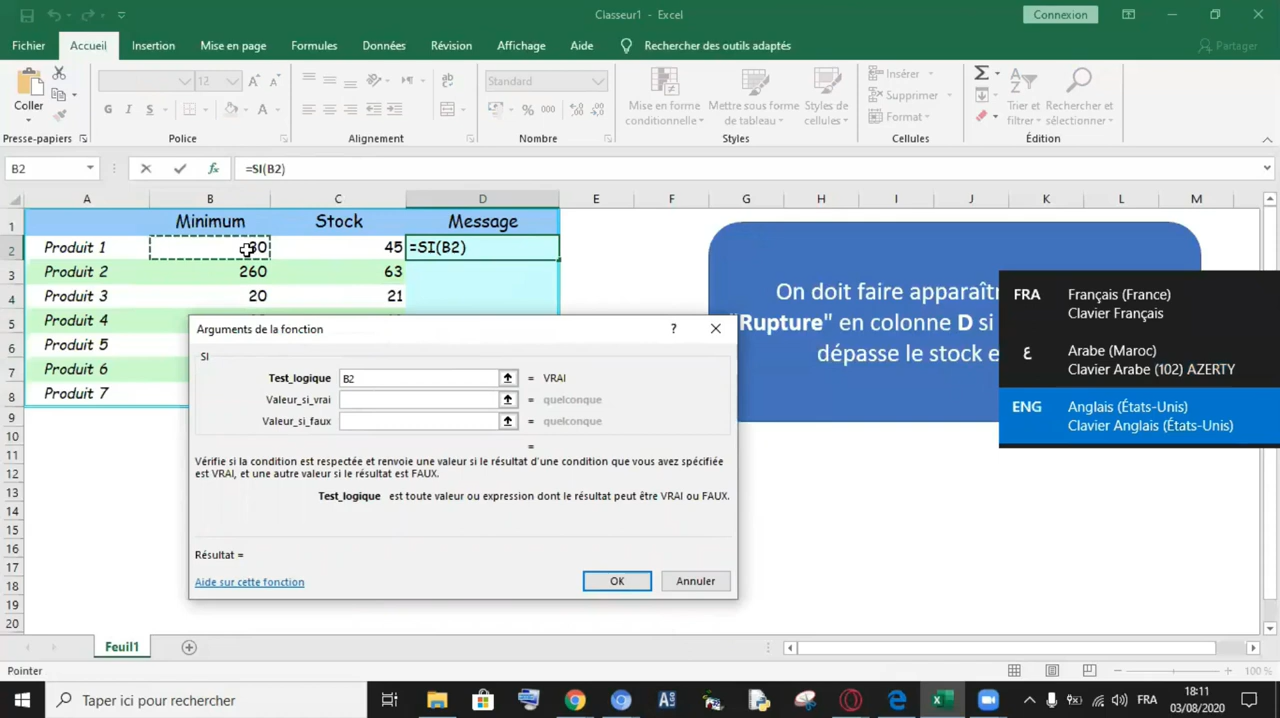 Classeur1 - Excel
Connexion
Fichier Accueil Insertion Mise en page Formules Données Révision Affichage Aide Rechercher des outils adaptés Partager
Coller
12
G I S
Standard
% 000
Mise en forme conditionnelle
Mettre sous forme de tableau
Styles de cellules
Insérer
Supprimer
Format
Trier et filtrer
Rechercher et sélectionner
Presse-papiers Police Alignement Nombre Styles Cellules Édition
B2 fx =SI(B2)
A B C D E F G H I J K L M
1 Minimum Stock Message
2 Produit 1 80 45 =SI(B2)
3 Produit 2 260 63
4 Produit 3 20 21
5 Produit 4
6 Produit 5
7 Produit 6
8 Produit 7
9
10
11
12
13
14
15
16
17
18
19
20
On doit faire apparaît
"Rupture" en colonne D si
dépasse le stock e
FRA Français (France)
Clavier Français
ع Arabe (Maroc)
Clavier Arabe (102) AZERTY
ENG Anglais (États-Unis)
Clavier Anglais (États-Unis)
Arguments de la fonction ?
SI
Test_logique B2 = VRAI
Valeur_si_vrai = quelconque
Valeur_si_faux = quelconque
=
Vérifie si la condition est respectée et renvoie une valeur si le résultat d'une condition que vous avez spécifiée
est VRAI, et une autre valeur si le résultat est FAUX.
Test_logique est toute valeur ou expression dont le résultat peut être VRAI ou FAUX.
Résultat =
Aide sur cette fonction
OK Annuler
Feuil1
Pointer
100 %
Taper ici pour rechercher
FRA
18:11
03/08/2020